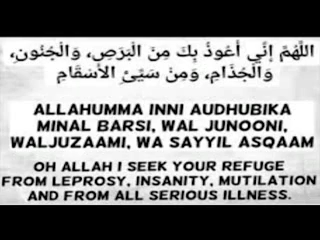 اللَّهُمَّ إِنِّي أَعُوذُ بِكَ مِنَ الْبَرَصِ، وَالْجُنُونِ،
وَالْجُذَامِ، وَمِنْ سَيِّئِ الأَسْقَامِ
ALLAHUMMA INNI AUDHUBIKA
MINAL BARSI, WAL JUNOONI,
WALJUZAAMI, WA SAYYIL ASQAAM
OH ALLAH I SEEK YOUR REFUGE
FROM LEPROSY, INSANITY, MUTILATION
AND FROM ALL SERIOUS ILLNESS.